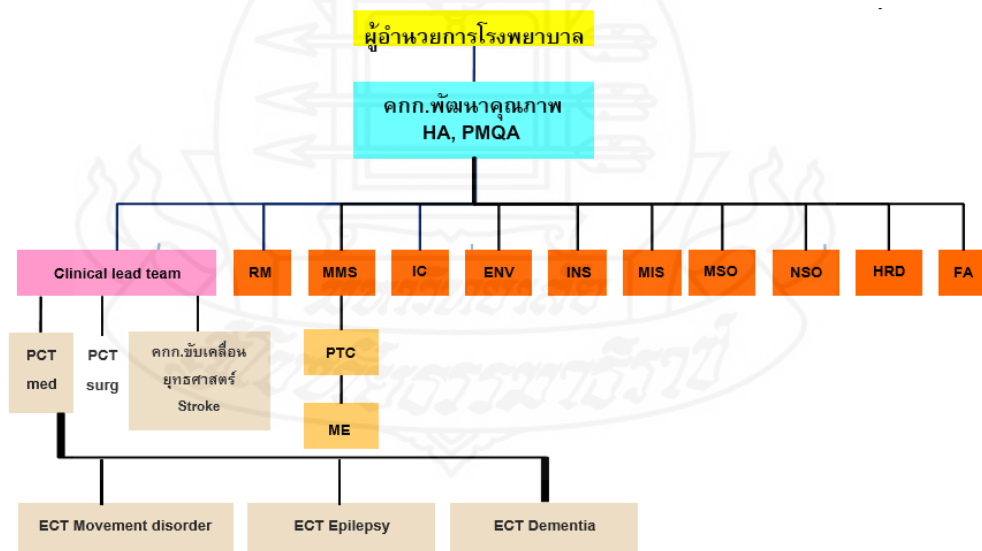 ผู้อำนวยการโรงพยาบาล
คกก.พัฒนาคุณภาพ
HA, PMQA
Clinical lead team
RM
MMS
IC
ENV
INS
MIS
MSO
NSO
HRD
FA
PCT
med
PCT
surg
คกก.ขับเคลื่อน
ยุทธศาสตร์
Stroke
PTC
ME
ECT Movement disorder
ECT Epilepsy
ECT Dementia